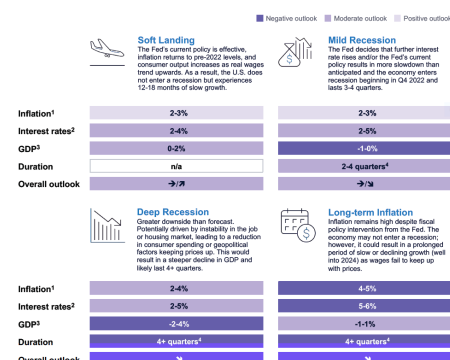 Negative outlook Moderate outlook Positive outlook
Soft Landing
The Fed's current policy is effective,
inflation returns to pre-2022 levels, and
consumer output increases as real wages
trend upwards. As a result, the U.S. does
not enter a recession but experiences
12-18 months of slow growth.
Mild Recession
The Fed decides that further interest
rate rises and/or the Fed's current
policy results in more slowdown than
anticipated and the economy enters
recession beginning in Q4 2022 and
lasts 3-4 quarters.
Inflation¹ 2-3% 2-3%
Interest rates² 2-4% 2-5%
GDP³ 0-2% -1-0%
Duration n/a 2-4 quarters⁴
Overall outlook →/↗ →/↘
Deep Recession
Greater downside than forecast.
Potentially driven by instability in the job
or housing market, leading to a reduction
in consumer spending or geopolitical
factors keeping prices up. This would
result in a steeper decline in GDP and
likely last 4+ quarters.
Long-term Inflation
Inflation remains high despite fiscal
policy intervention from the Fed. The
economy may not enter a recession;
however, it could result in a prolonged
period of slow or declining growth (well
into 2024) as wages fail to keep up
with prices.
Inflation¹ 2-4% 4-5%
Interest rates² 2-5% 5-6%
GDP³ -2-4% -1-1%
Duration 4+ quarters⁴ 4+ quarters⁴
Overall outlook ↘ ↘